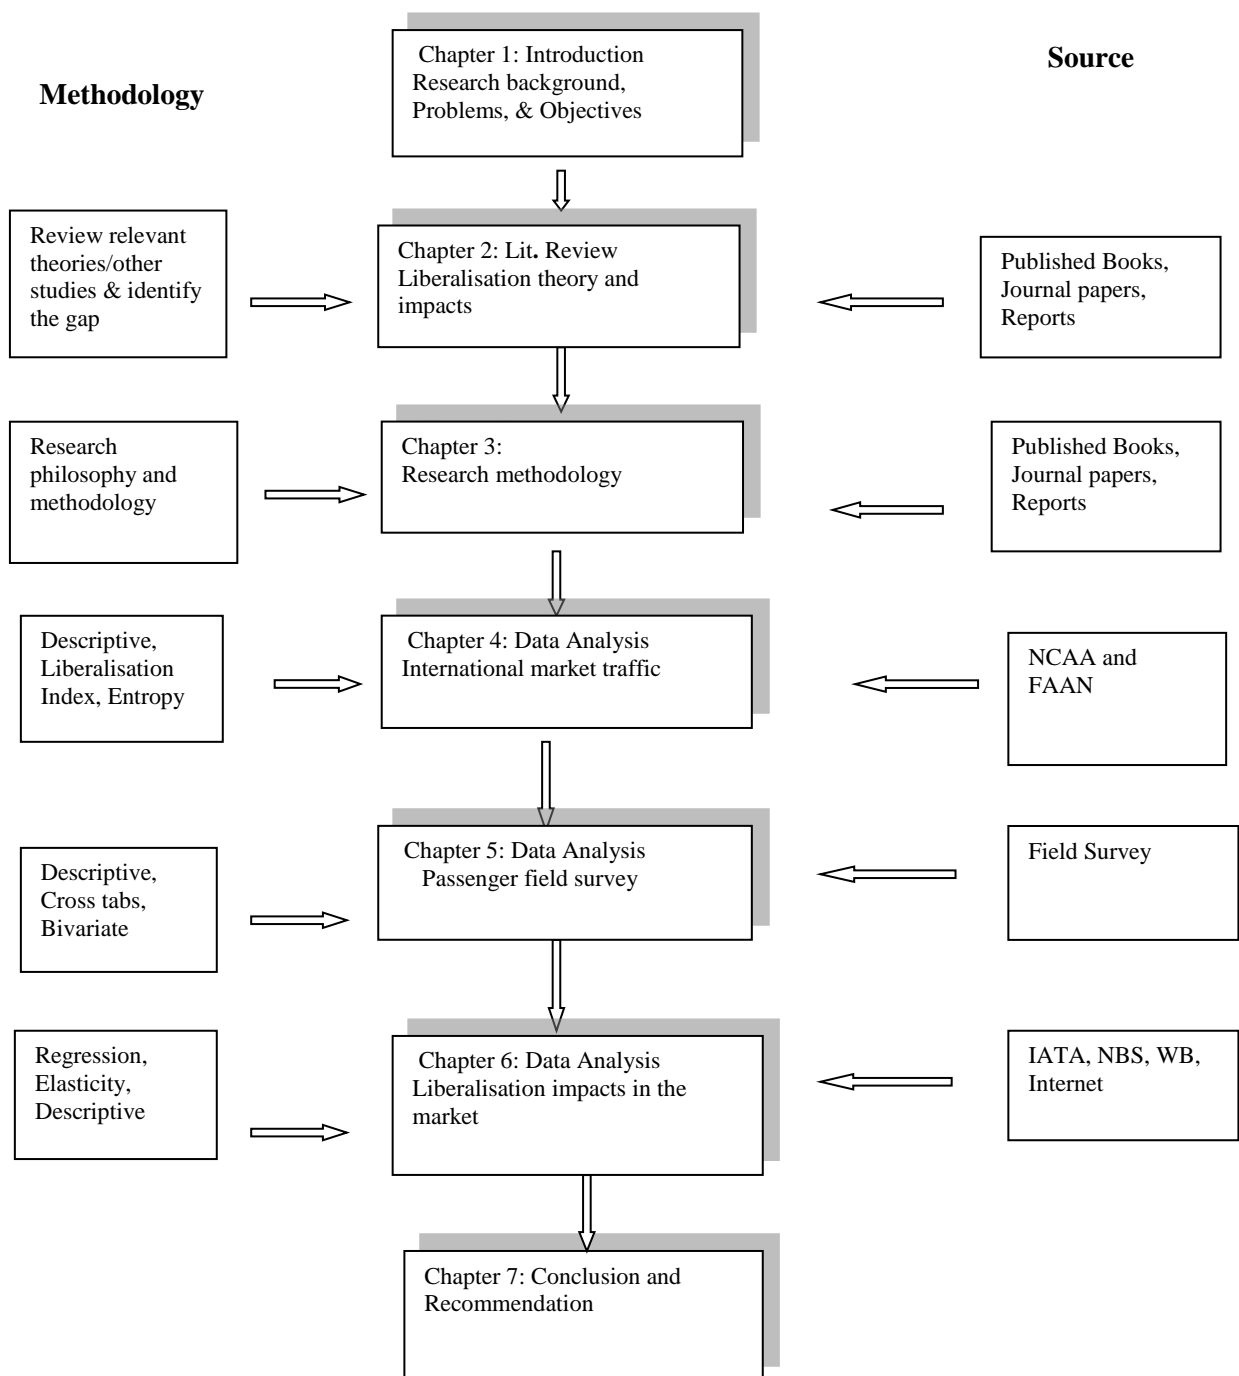 Chapter 1: Introduction
Research background,
Problems, & Objectives
Source
Methodology
Review relevant
theories/other
studies & identify
the gap
Chapter 2: Lit. Review
Liberalisation theory and
impacts
Published Books,
Journal papers,
Reports
Research
philosophy and
methodology
Chapter 3:
Research methodology
Published Books,
Journal papers,
Reports
Descriptive,
Liberalisation
Index, Entropy
Chapter 4: Data Analysis
International market traffic
NCAA and
FAAN
Descriptive,
Cross tabs,
Bivariate
Chapter 5: Data Analysis
Passenger field survey
Field Survey
Regression,
Elasticity,
Descriptive
Chapter 6: Data Analysis
Liberalisation impacts in the
market
IATA, NBS, WB,
Internet
Chapter 7: Conclusion and
Recommendation